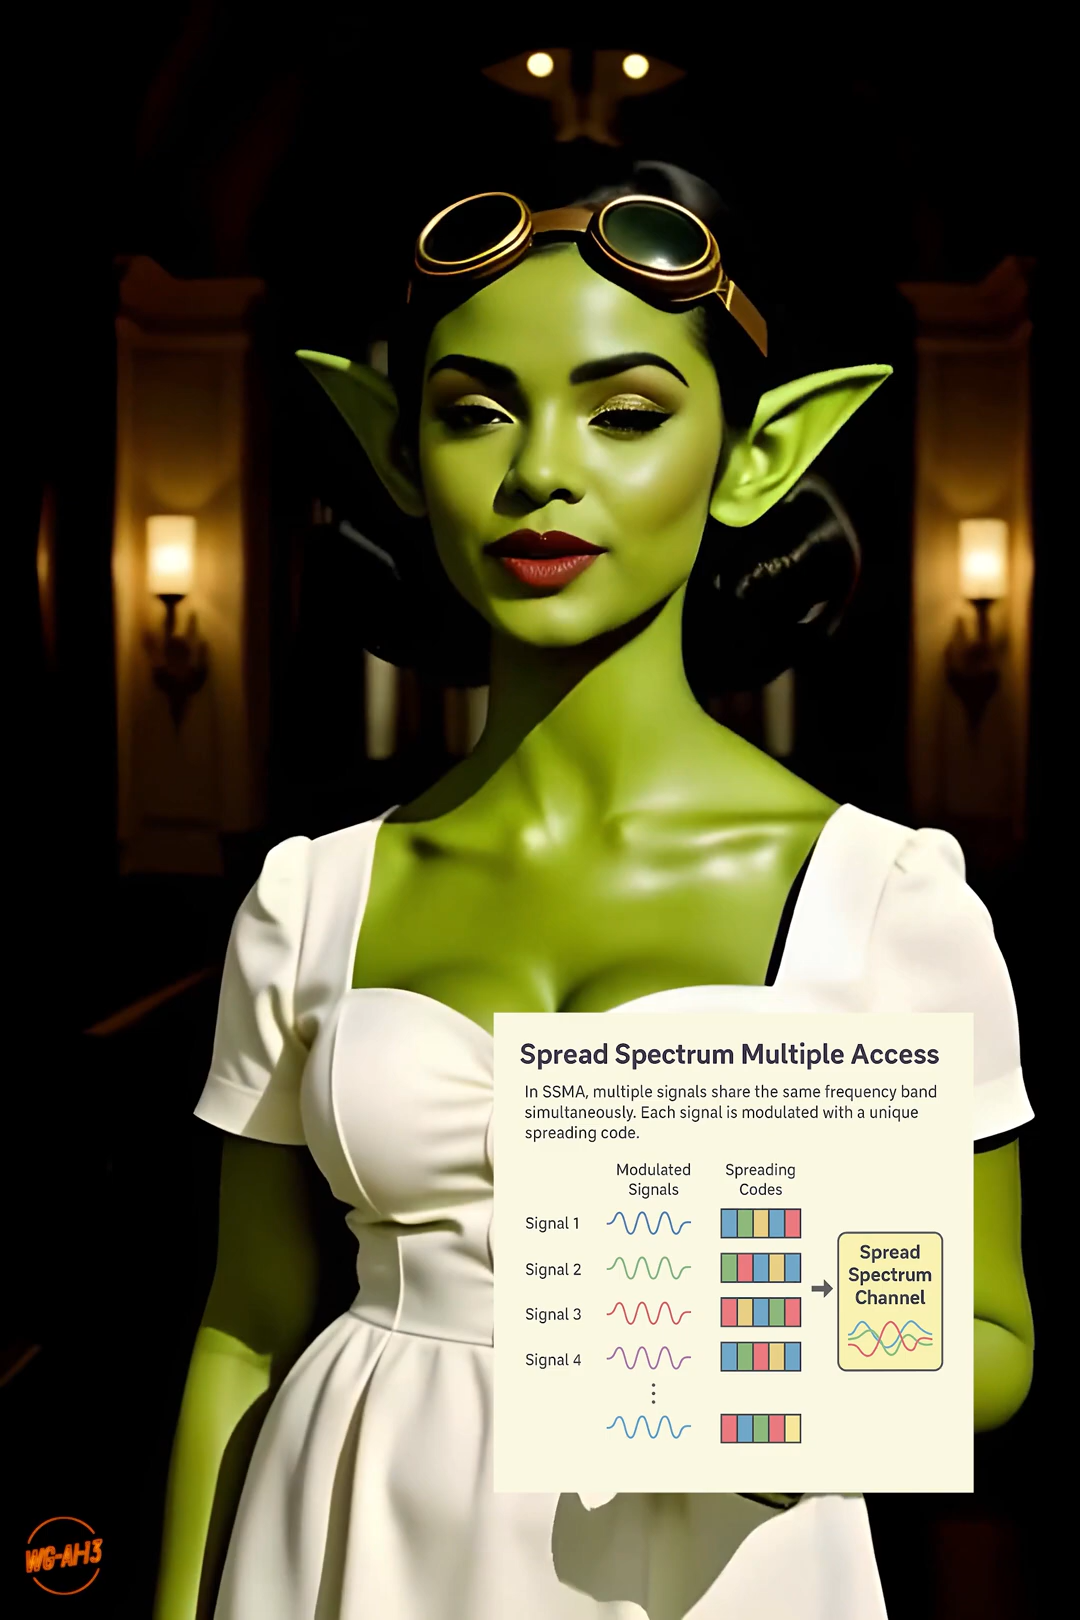 Spread Spectrum Multiple Access
In SSMA, multiple signals share the same frequency band
simultaneously. Each signal is modulated with a unique
spreading code.
Modulated
Signals
Spreading
Codes
Signal 1
Signal 2
Signal 3
Signal 4
Spread
Spectrum
Channel
WG-AH3